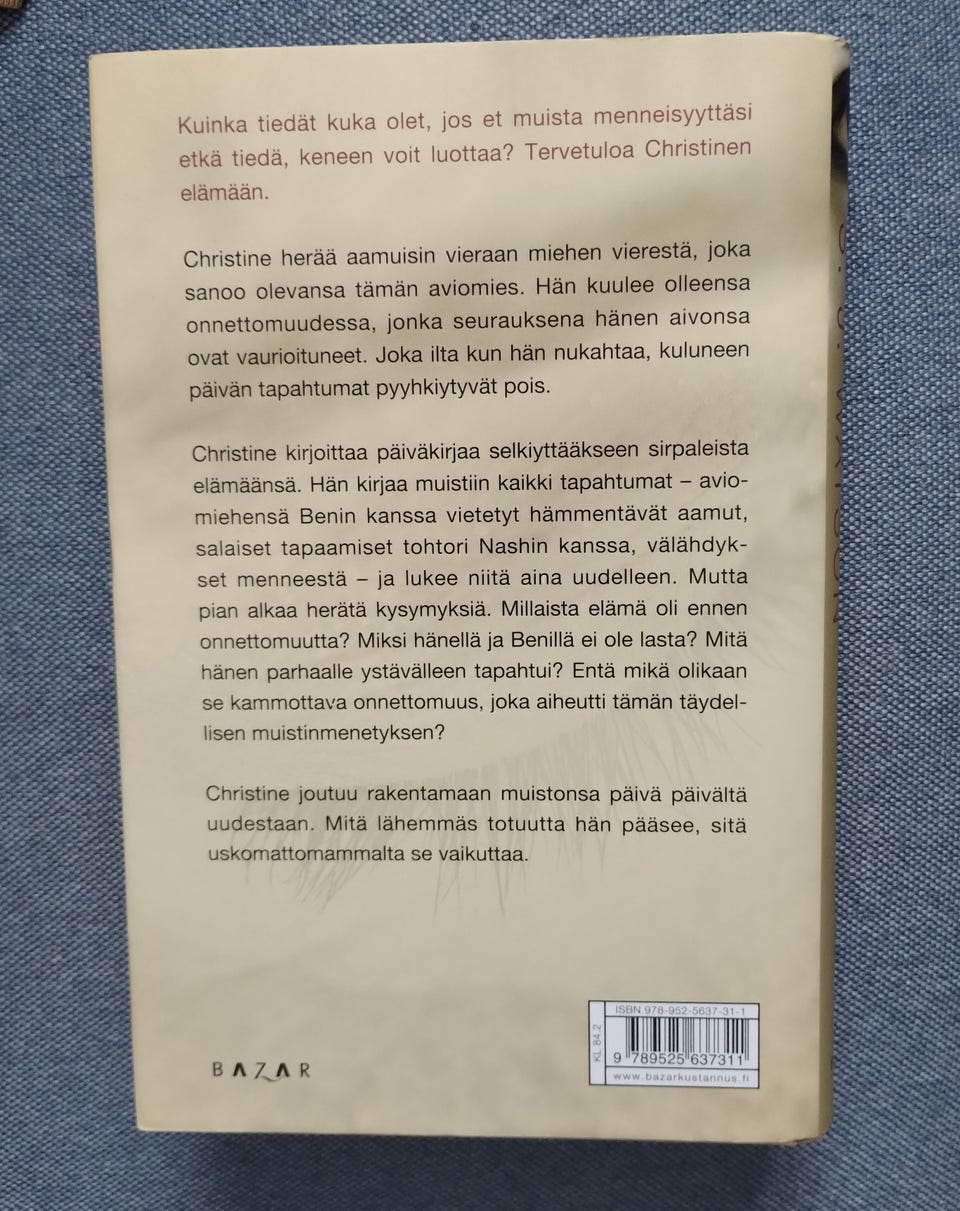 Kuinka tiedät kuka olet, jos et muista menneisyyttäsi
etkä tiedä, keneen voit luottaa? Tervetuloa Christinen
elämään.
Christine herää aamuisin vieraan miehen vierestä, joka
sanoo olevansa tämän aviomies. Hän kuulee olleensa
onnettomuudessa, jonka seurauksena hänen aivonsa
ovat vaurioituneet. Joka ilta kun hän nukahtaa, kuluneen
päivän tapahtumat pyyhkiytyvät pois.
Christine kirjoittaa päiväkirjaa selkiyttääkseen sirpaleista
elämäänsä. Hän kirjaa muistiin kaikki tapahtumat – avio-
miehensä Benin kanssa vietetyt hämmentävät aamut,
salaiset tapaamiset tohtori Nashin kanssa, välähdyk-
set menneestä – ja lukee niitä aina uudelleen. Mutta
pian alkaa herätä kysymyksiä. Millaista elämä oli ennen
onnettomuutta? Miksi hänellä ja Benillä ei ole lasta? Mitä
hänen parhaalle ystävälleen tapahtui? Entä mikä olikaan
se kammottava onnettomuus, joka aiheutti tämän täydel-
lisen muistinmenetyksen?
Christine joutuu rakentamaan muistonsa päivä päivältä
uudestaan. Mitä lähemmäs totuutta hän pääsee, sitä
uskomattomammalta se vaikuttaa.
BAZAR
KL 84.2
ISBN 978-952-5637-31-1
9 789525 637311
www.bazarkustannus.fi